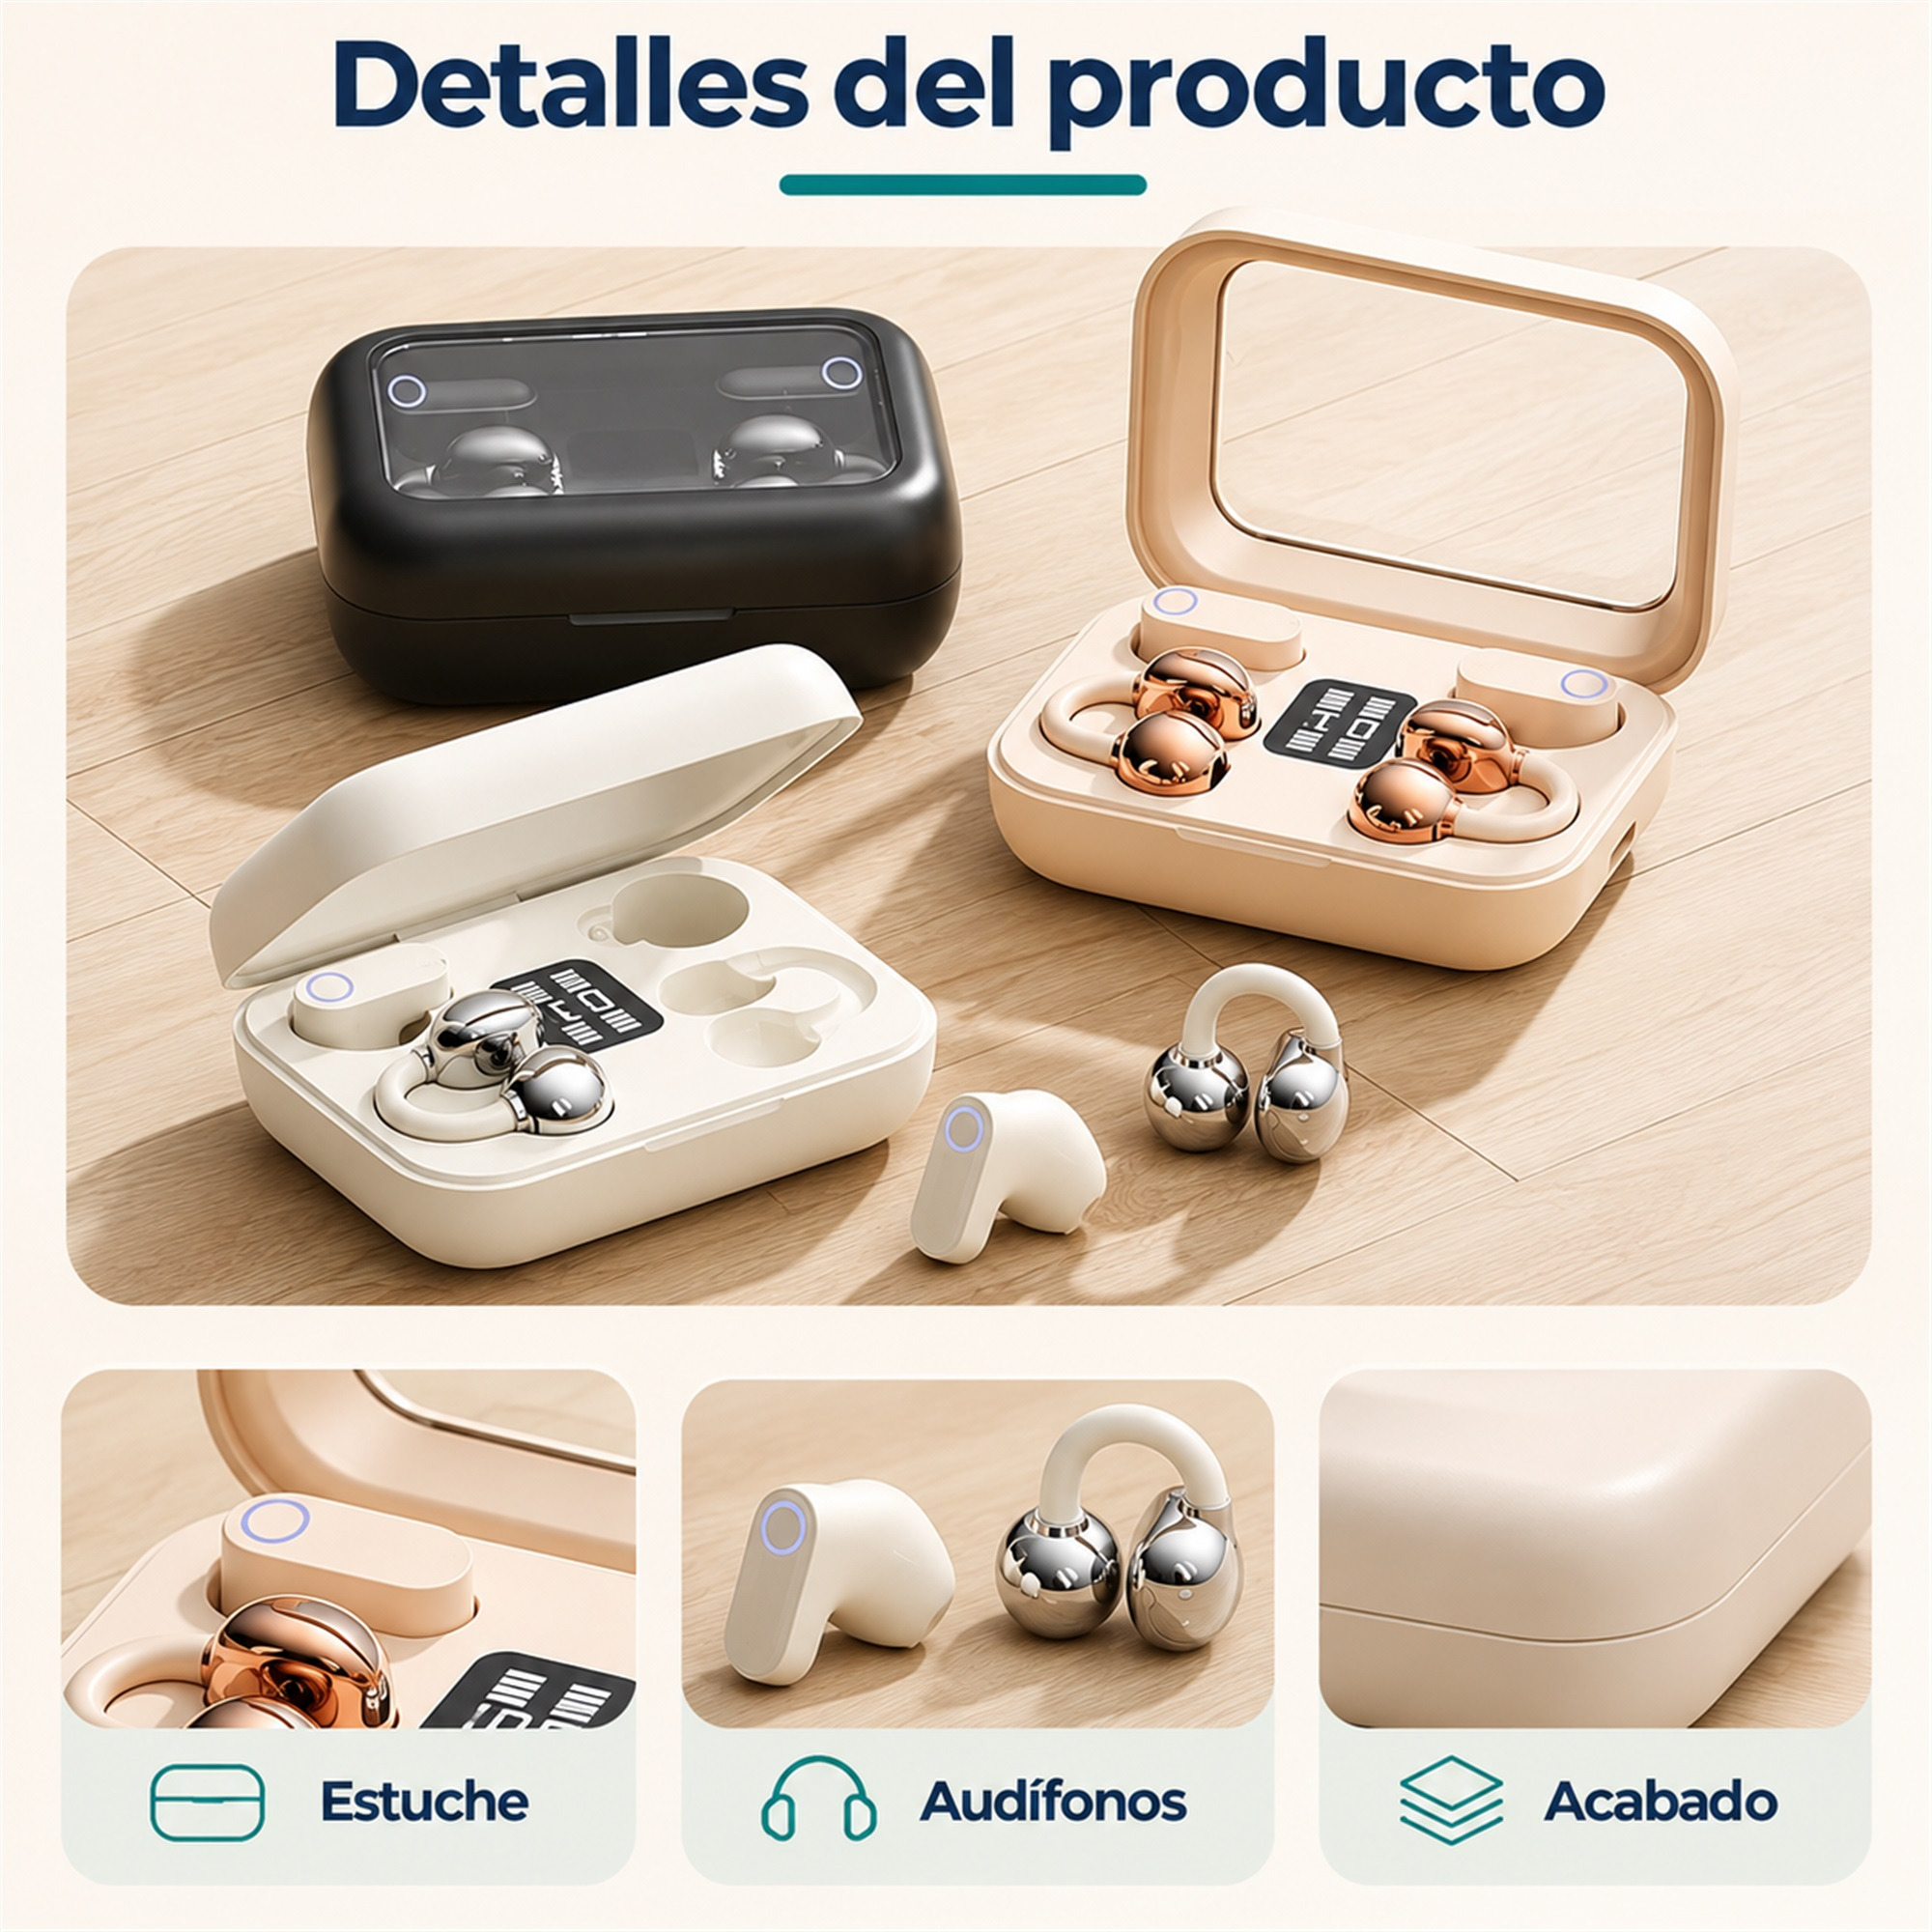 Detalles del producto
Estuche
Audífonos
Acabado